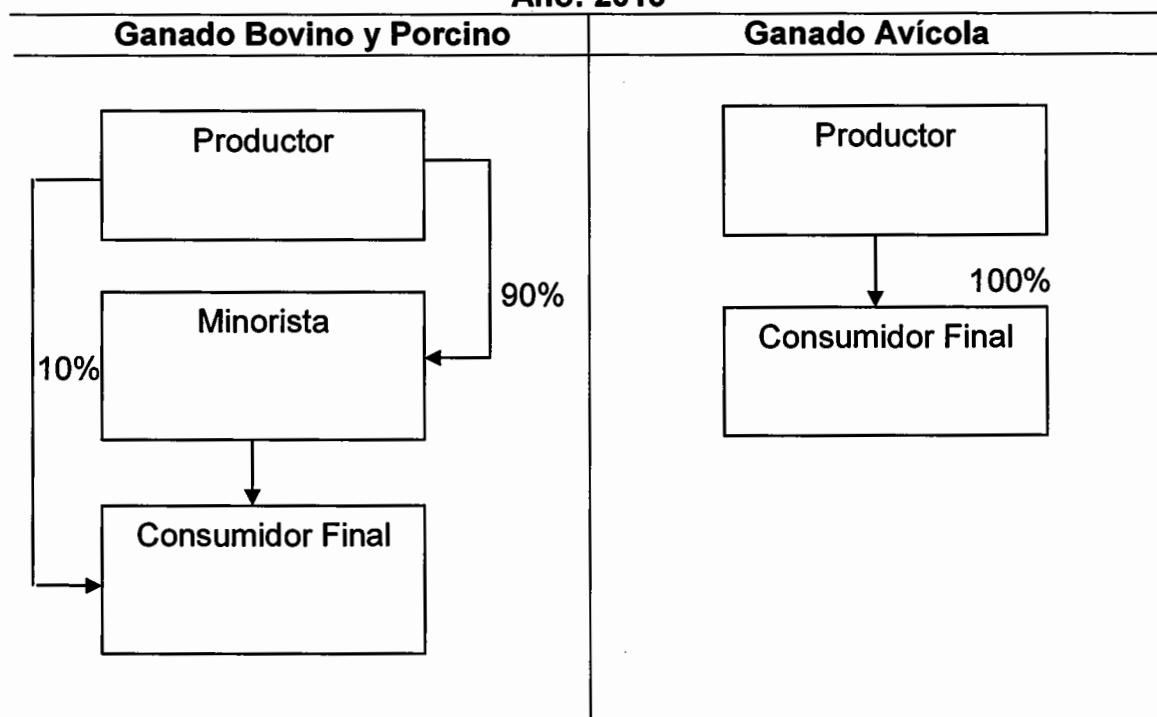 Ganado Bovino y Porcino
Ganado Avícola
Productor
90%
Minorista
10%
Consumidor Final
Productor
100%
Consumidor Final